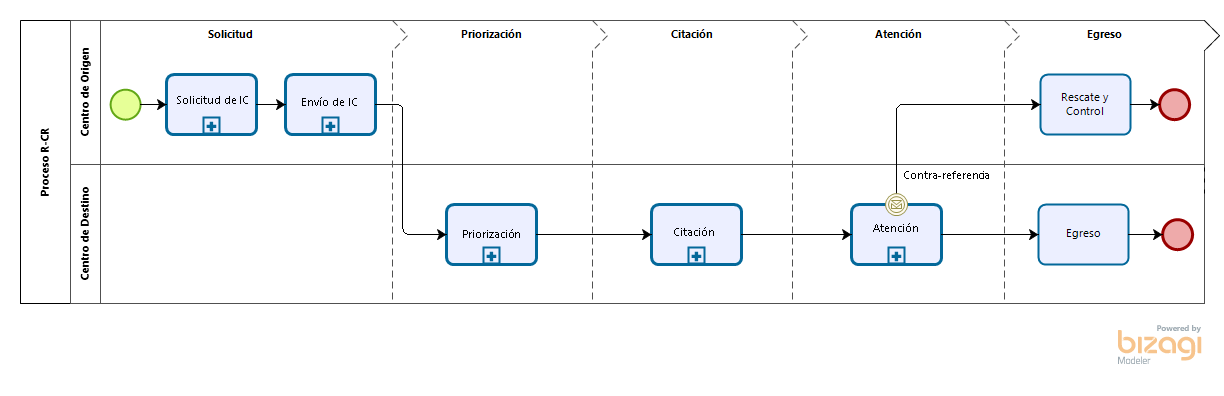 Solicitud
Priorización
Citación
Atención
Egreso
Proceso R-CR
Centro de Origen
Solicitud de IC
Envío de IC
Rescate y
Control
Contra-referencia
Centro de Destino
Priorización
Citación
Atención
Egreso
Powered by
bizagi
Modeler